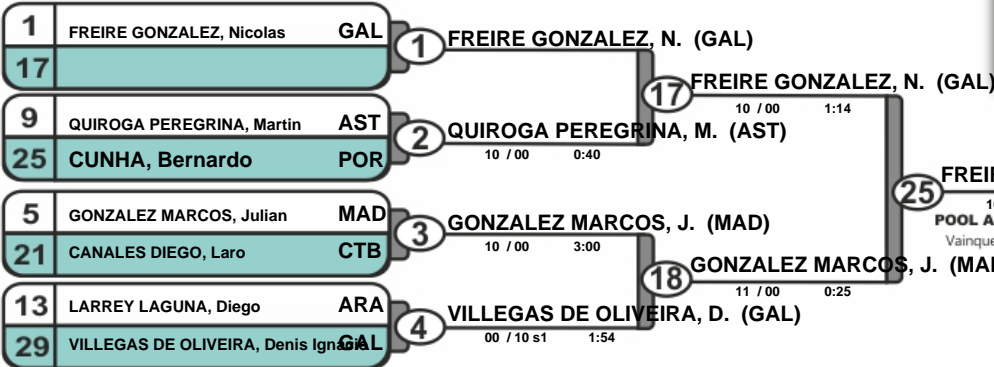 1 FREIRE GONZALEZ, Nicolas GAL
17
9 QUIROGA PEREGRINA, Martin AST
25 CUNHA, Bernardo POR
5 GONZALEZ MARCOS, Julian MAD
21 CANALES DIEGO, Laro CTB
13 LARREY LAGUNA, Diego ARA
29 VILLEGAS DE OLIVEIRA, Denis Ignacio GAL
1 FREIRE GONZALEZ, N. (GAL)
2 QUIROGA PEREGRINA, M. (AST)
10 / 00 0:40
3 GONZALEZ MARCOS, J. (MAD)
10 / 00 3:00
4 VILLEGAS DE OLIVEIRA, D. (GAL)
00 / 10 s1 1:54
17 FREIRE GONZALEZ, N. (GAL)
10 / 00 1:14
18 GONZALEZ MARCOS, J. (MA
11 / 00 0:25
25 FREI
POOL A
Vainque